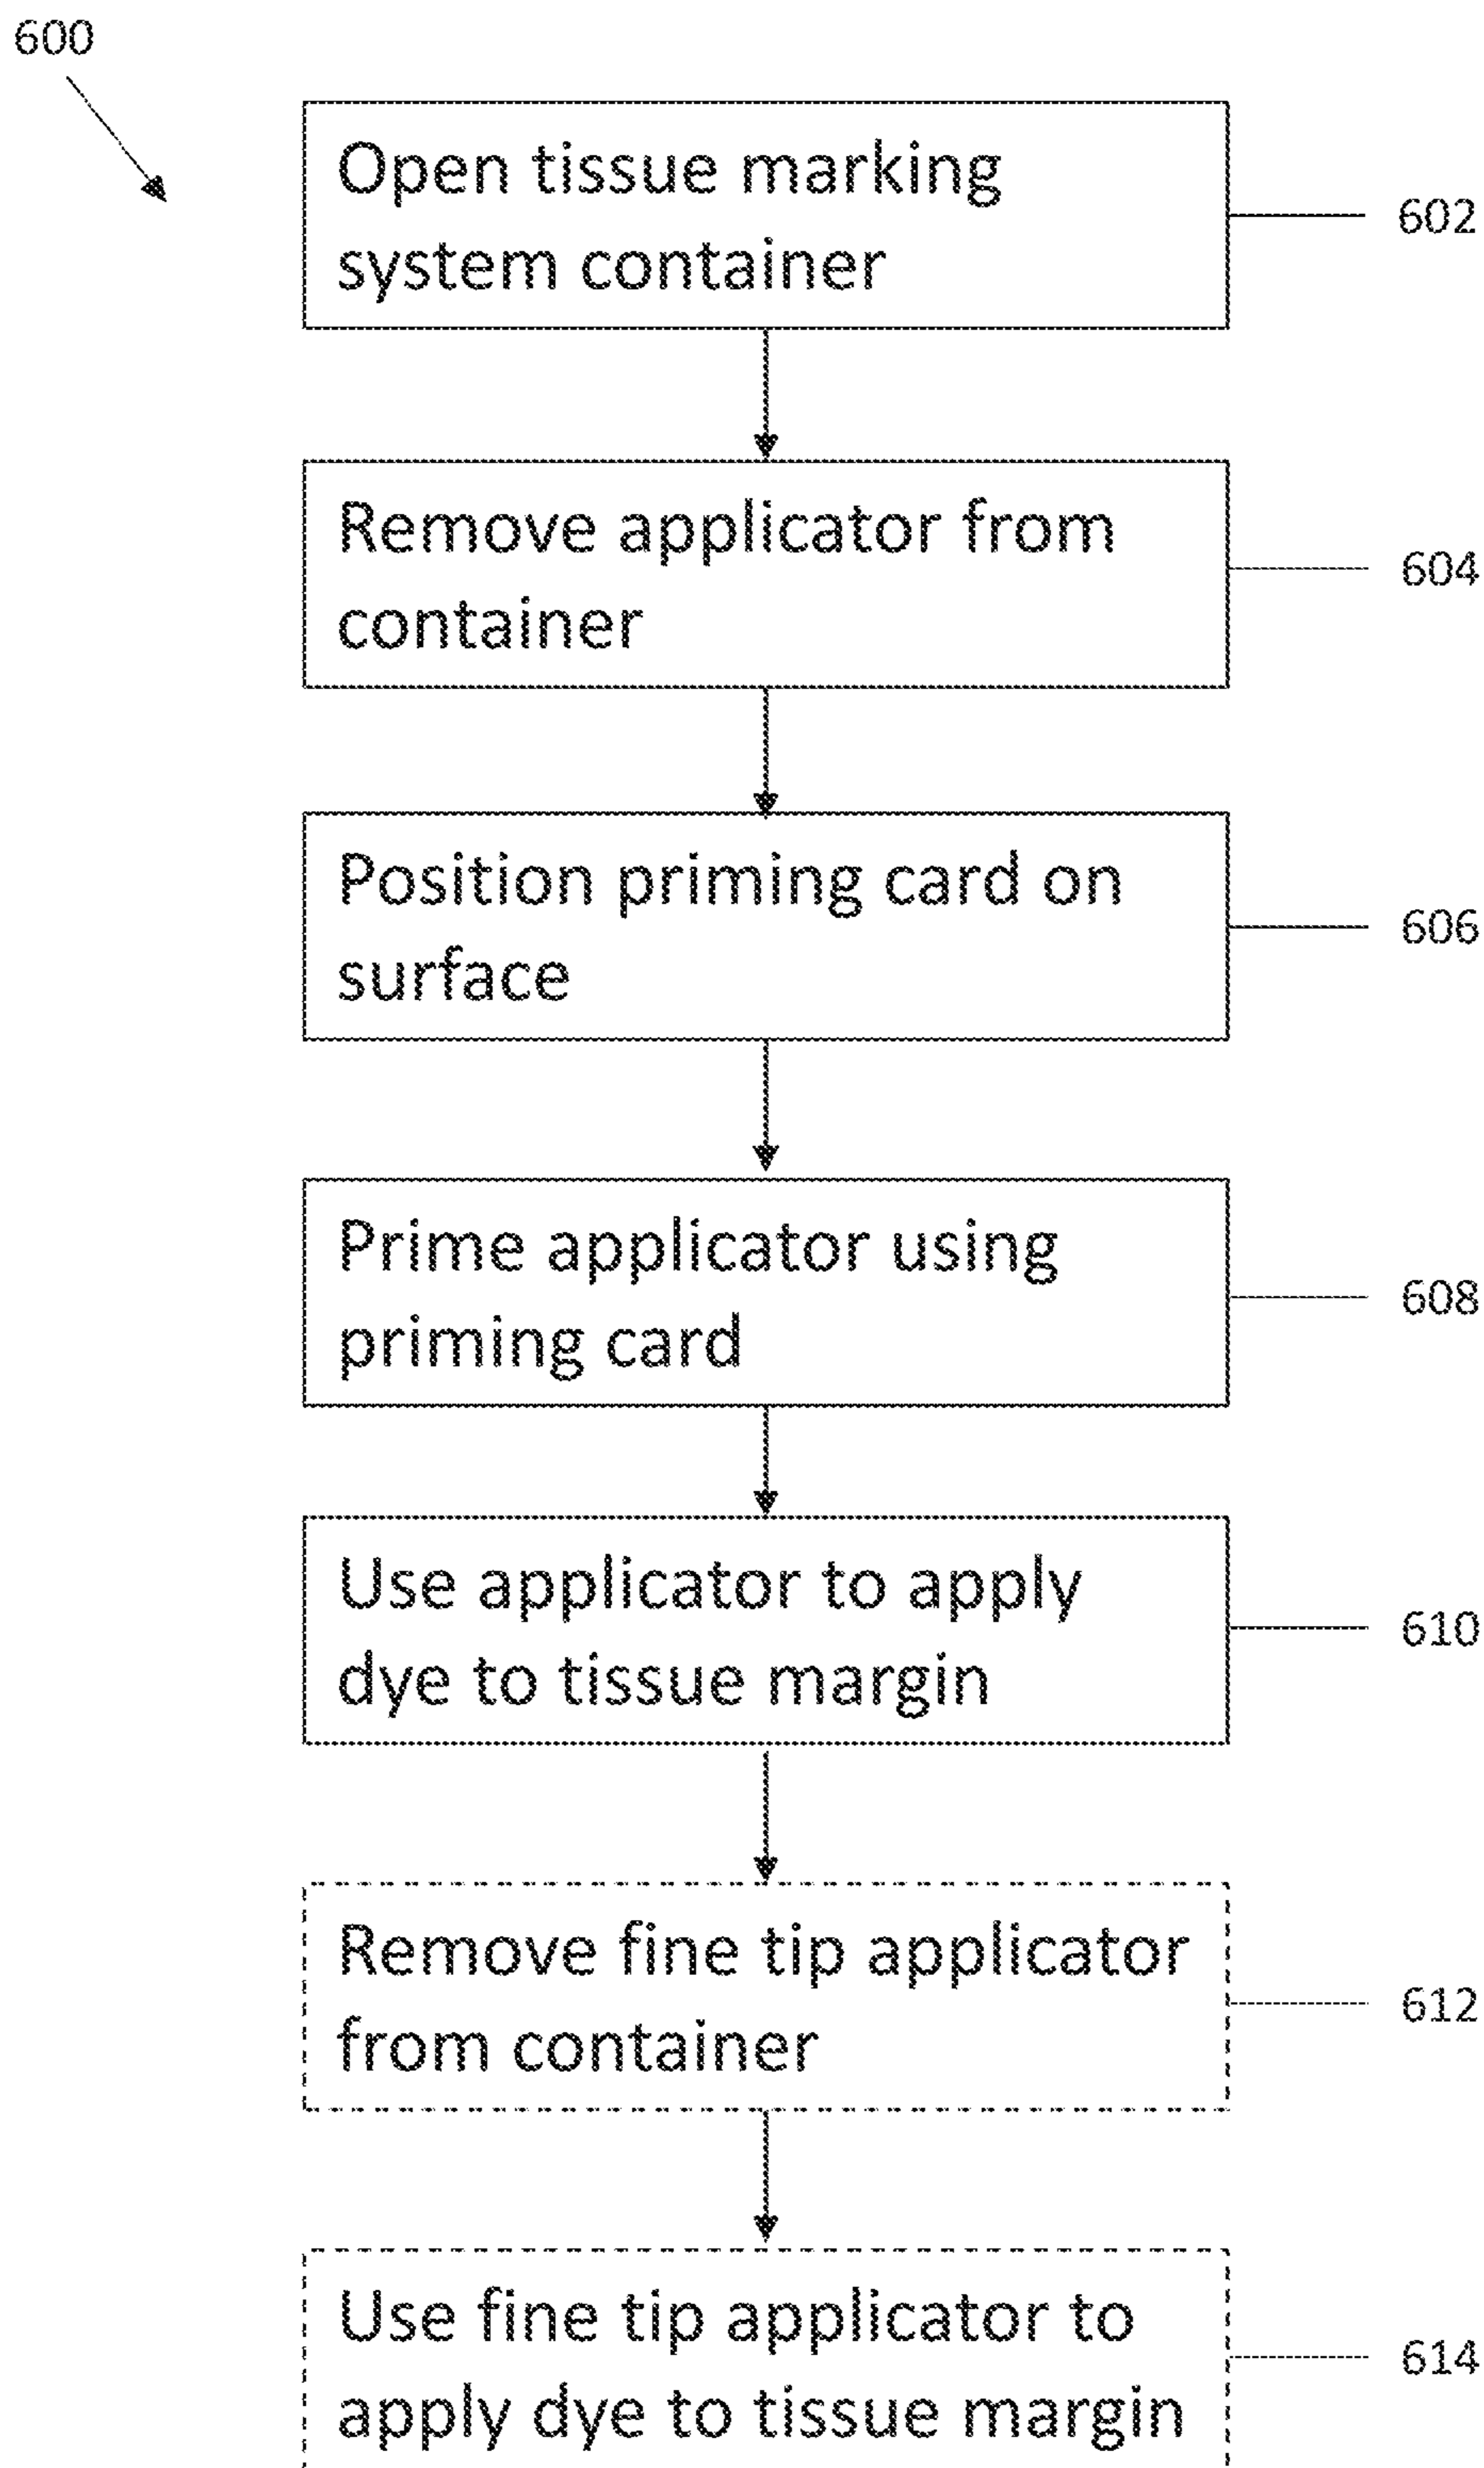 600
Open tissue marking
system container
602
Remove applicator from
container
604
Position priming card on
surface
606
Prime applicator using
priming card
608
Use applicator to apply
dye to tissue margin
610
Remove fine tip applicator
from container
612
Use fine tip applicator to
apply dye to tissue margin
614